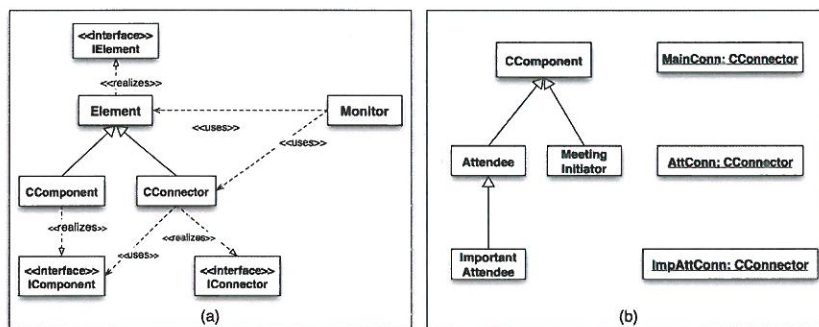 <<interface>>
IElement
<<realizes>>
Element
Monitor
<<uses>>
<<uses>>
CComponent
CConnector
<<realizes>>
<<uses>>
<<realizes>>
<<interface>>
IComponent
<<interface>>
IConnector
(a)
CComponent
MainConn: CConnector
Attendee
Meeting
Initiator
AttConn: CConnector
Important
Attendee
ImpAttConn: CConnector
(b)